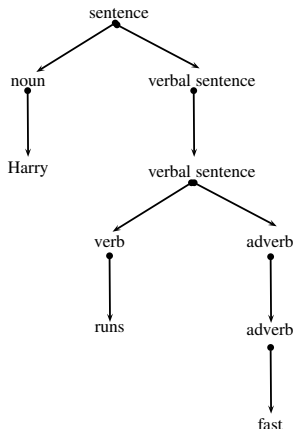 sentence
noun verbal sentence
Harry verbal sentence
verb adverb
runs adverb
fast